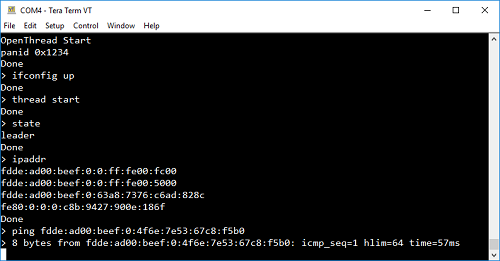 COM4 - Tera Term VT
File Edit Setup Control Window Help
OpenThread Start
panid 0x1234
Done
> ifconfig up
Done
> thread start
Done
> state
leader
Done
> ipaddr
fdde:ad00:beef:0:0:ff:fe00:fc00
fdde:ad00:beef:0:0:ff:fe00:5000
fdde:ad00:beef:0:63a8:7376:c6ad:828c
fe80:0:0:0:c8b:9427:900e:186f
Done
> ping fdde:ad00:beef:0:4f6e:7e53:67c8:f5b0
> 8 bytes from fdde:ad00:beef:0:4f6e:7e53:67c8:f5b0: icmp_seq=1 hlim=64 time=57ms